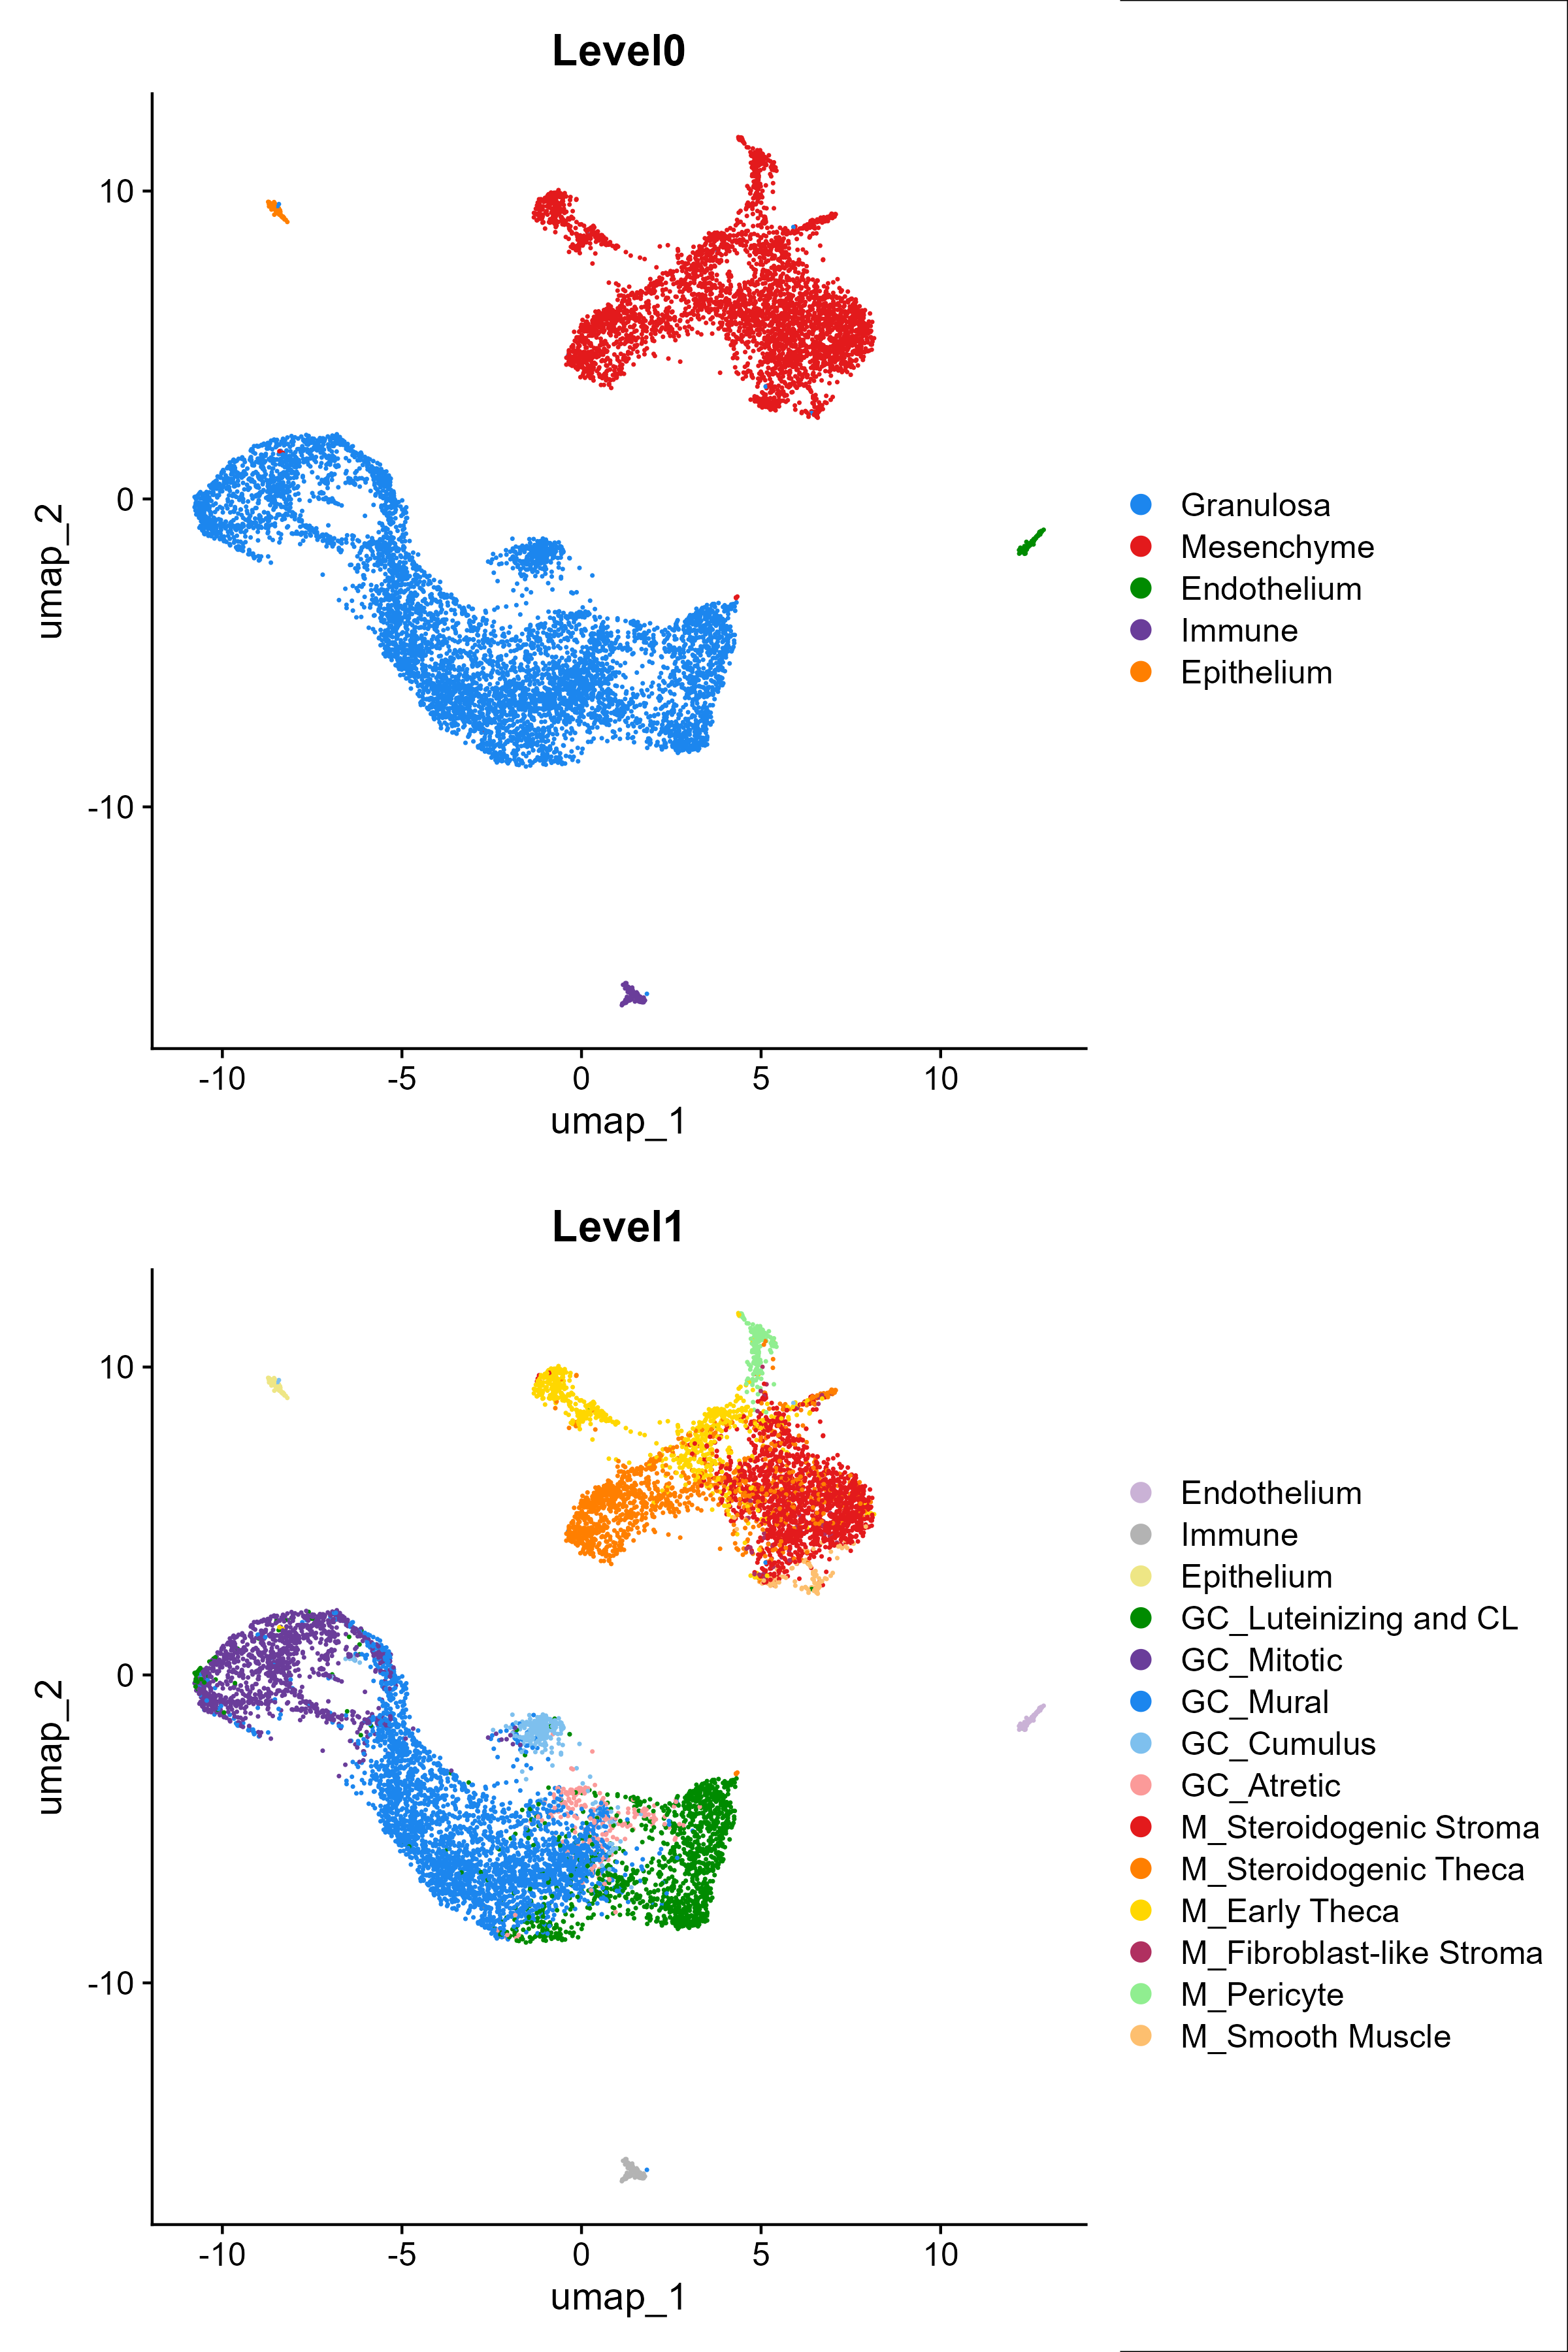 Level0
10
0
-10
umap_2
-10 -5 0 5 10
umap_1
Granulosa
Mesenchyme
Endothelium
Immune
Epithelium
Level1
10
0
-10
umap_2
-10 -5 0 5 10
umap_1
Endothelium
Immune
Epithelium
GC_Luteinizing and CL
GC_Mitotic
GC_Mural
GC_Cumulus
GC_Atretic
M_Steroidogenic Stroma
M_Steroidogenic Theca
M_Early Theca
M_Fibroblast-like Stroma
M_Pericyte
M_Smooth Muscle